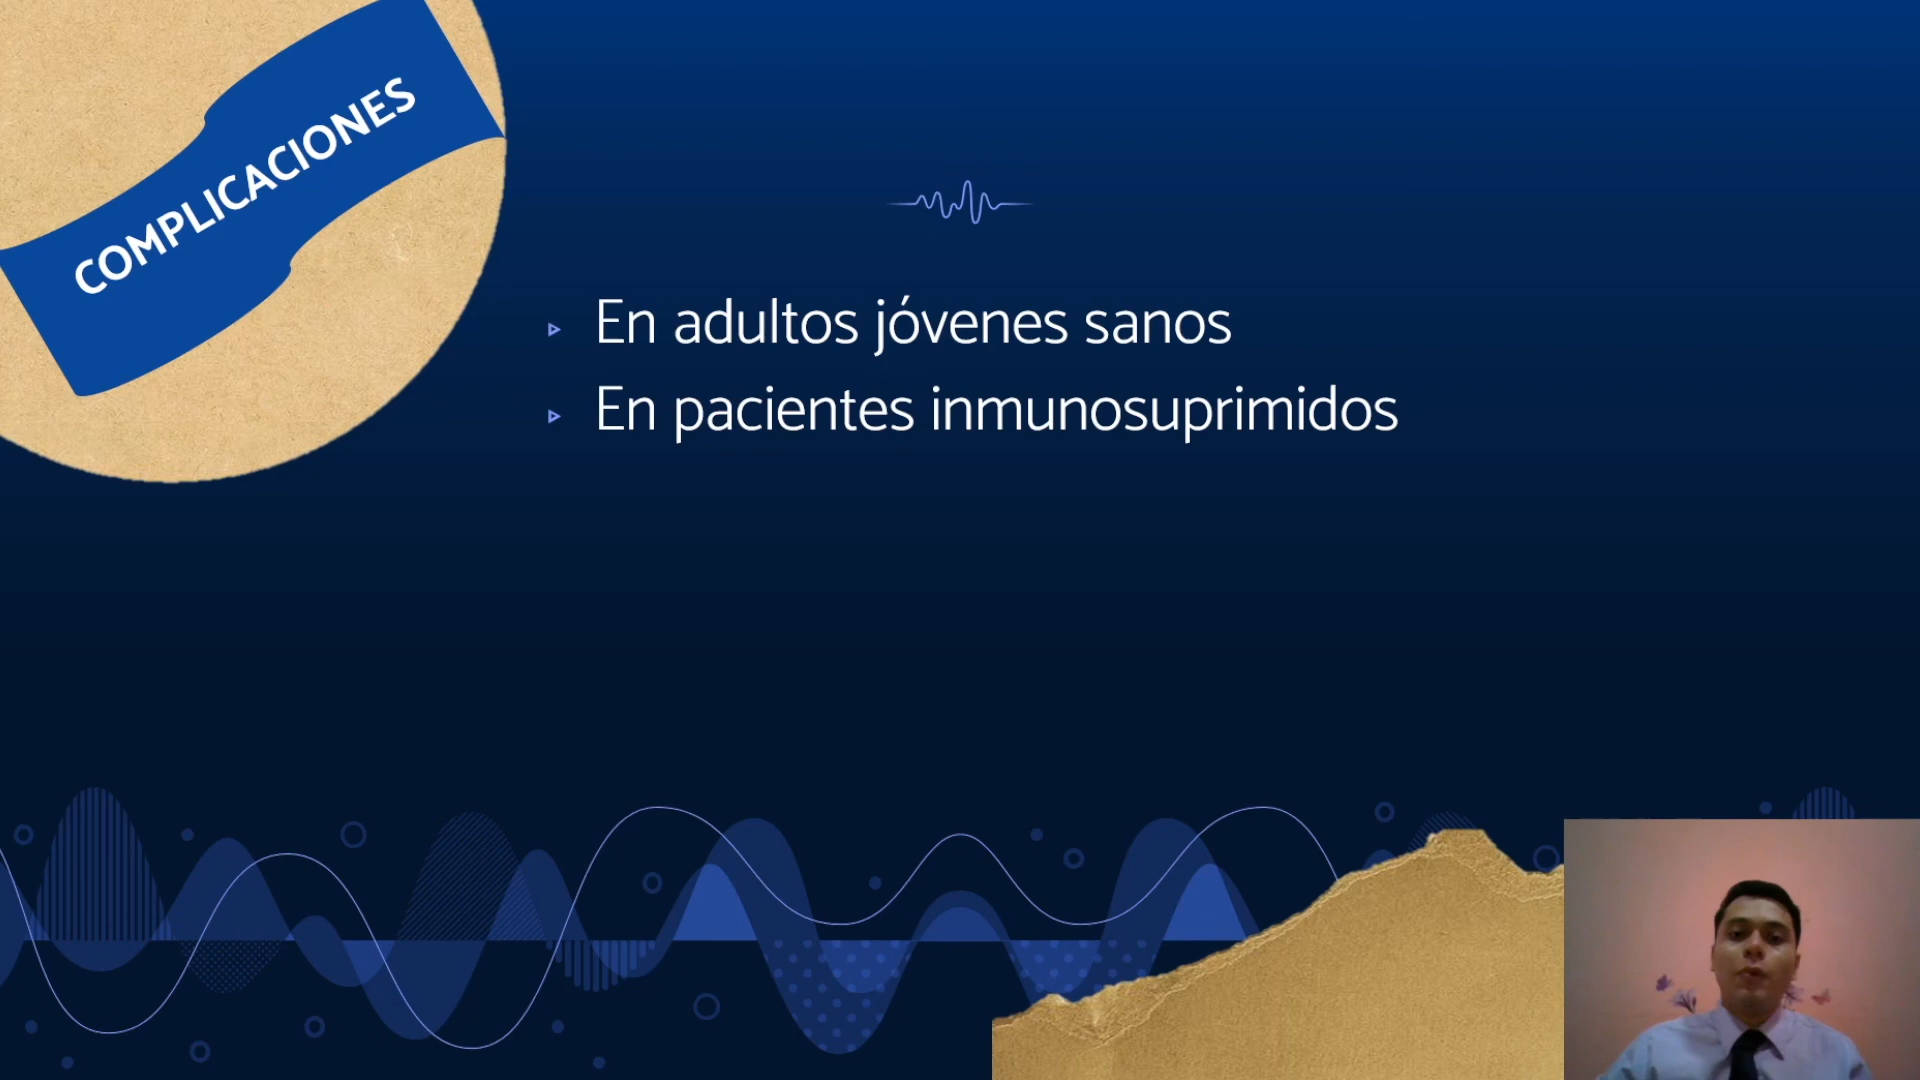 COMPLICACIONES
En adultos jóvenes sanos
En pacientes inmunosuprimidos